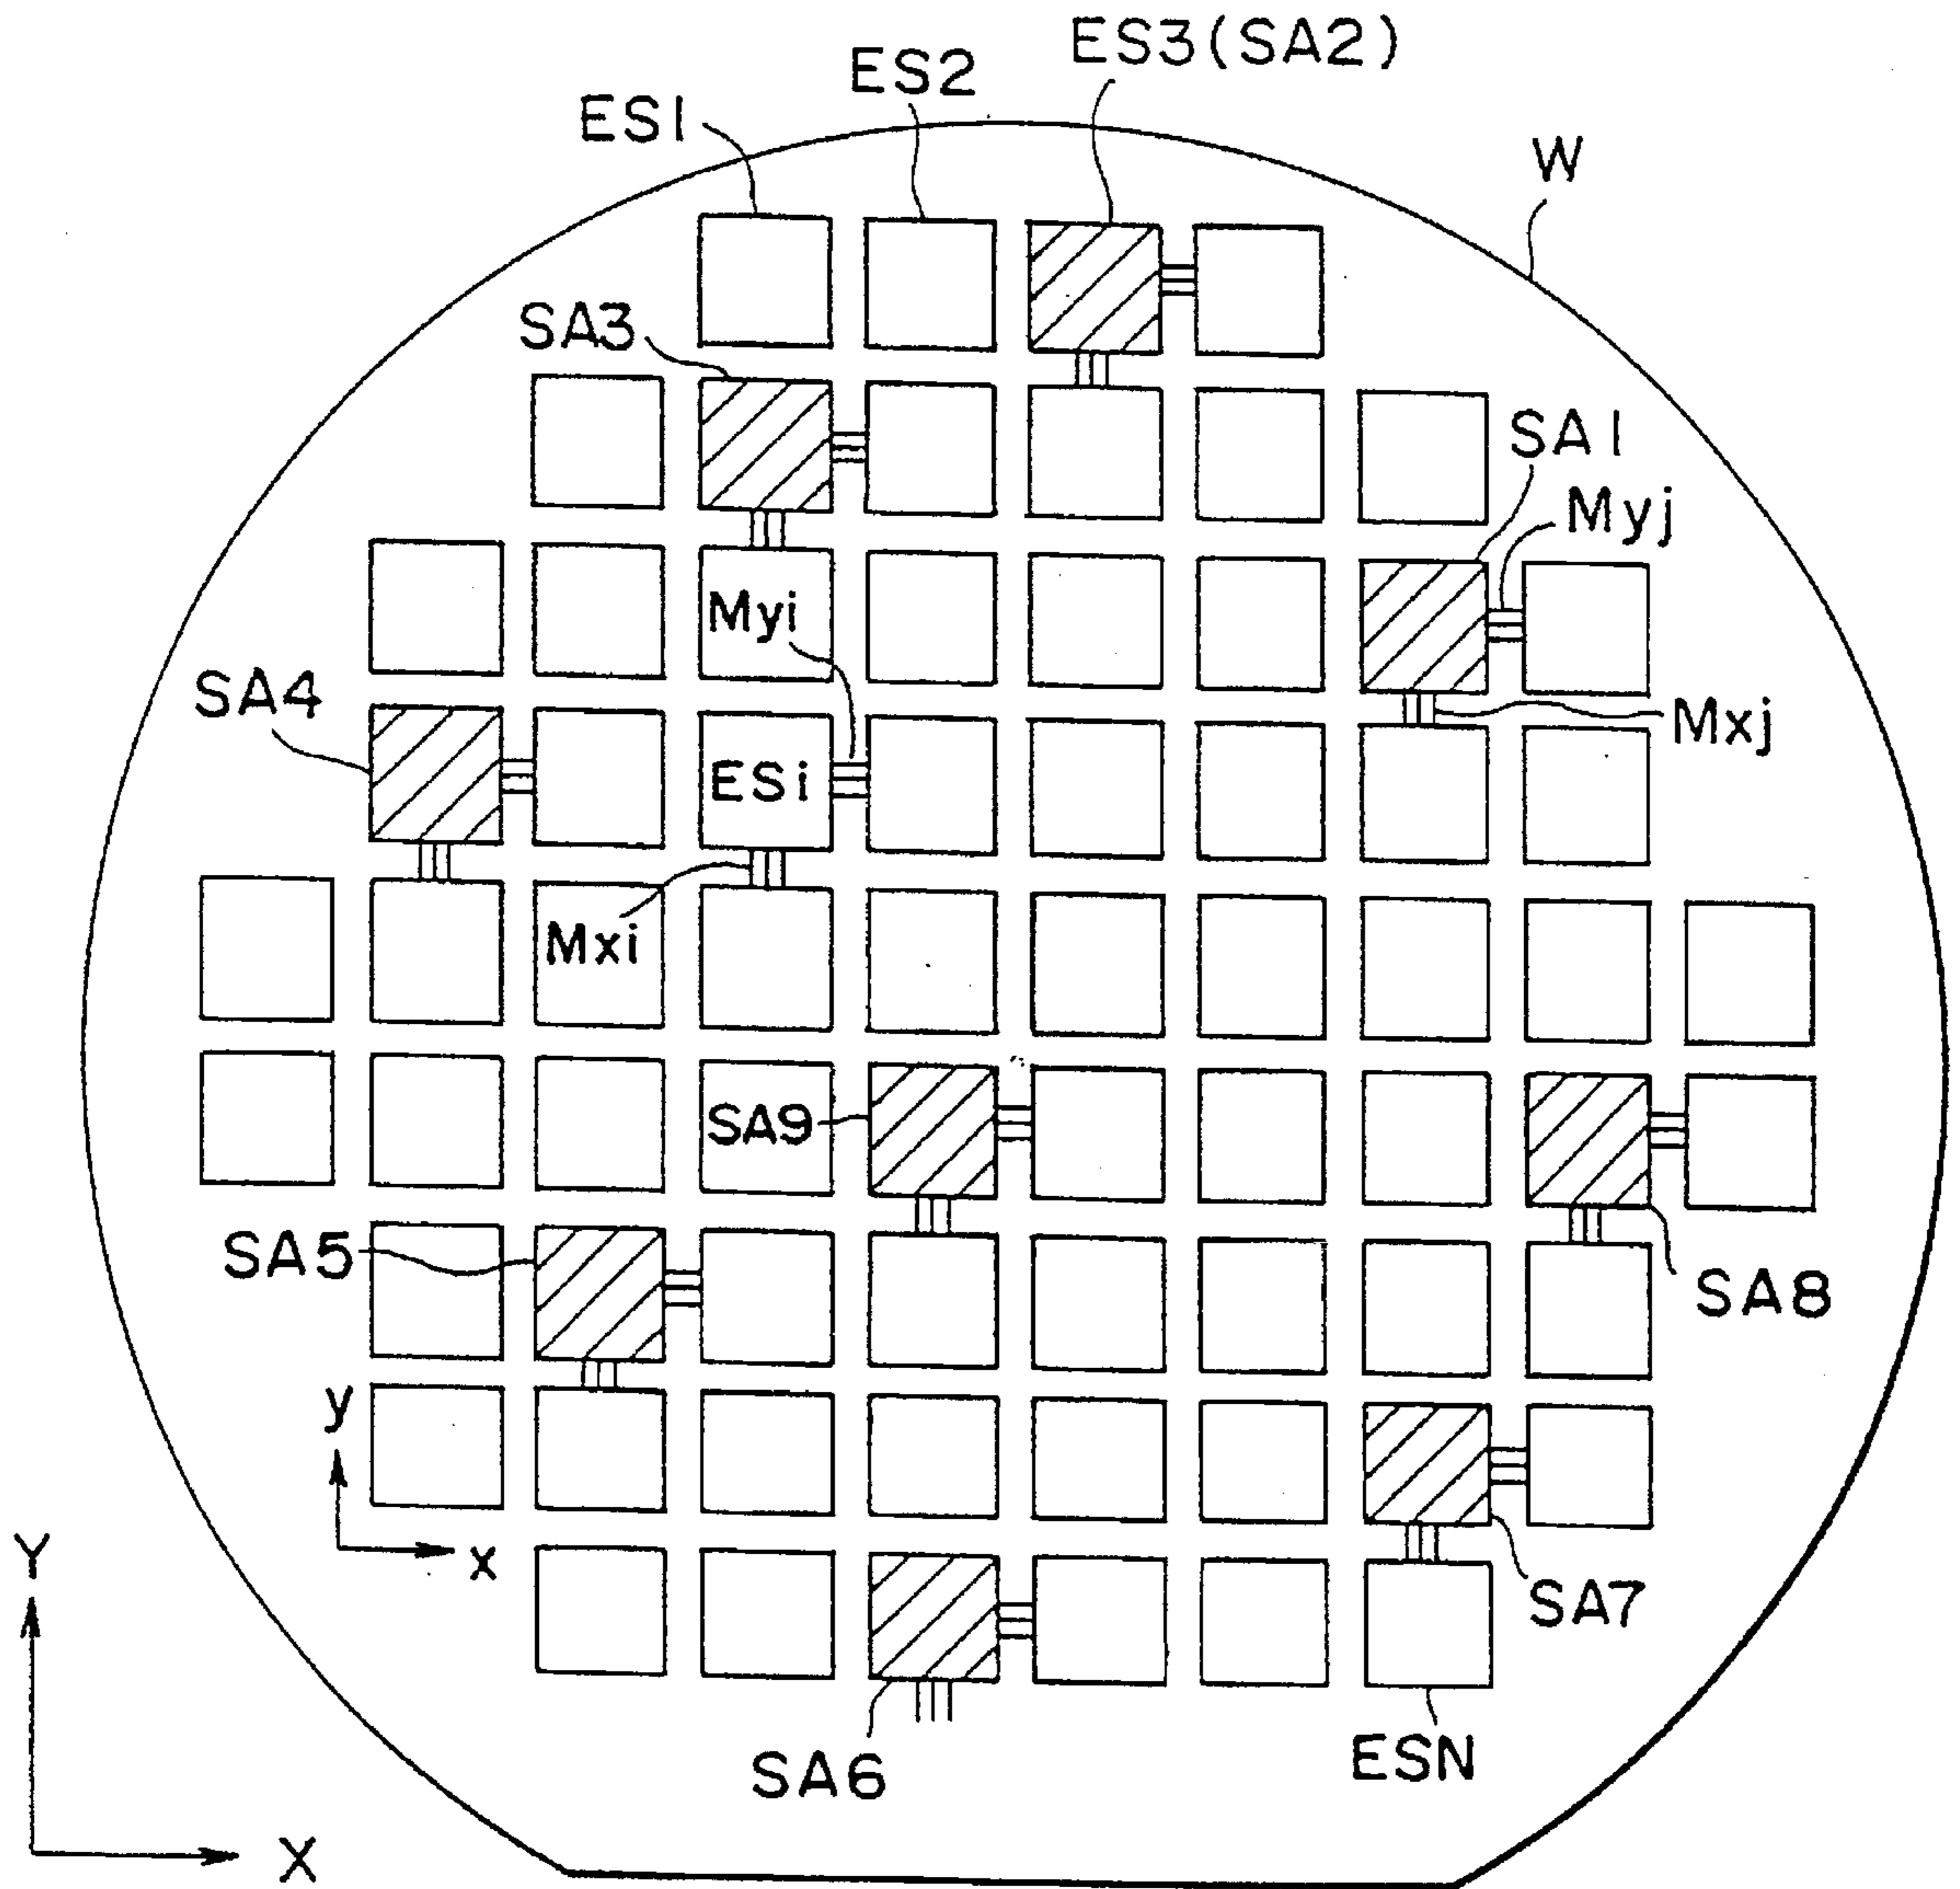 ES3(SA2)
ES2
ES1
W
SA3
SA1
Myj
Myi
SA4
Mxj
ESi
Mxi
SA9
SA5
SA8
y
x
Y
SA7
ESN
SA6
X